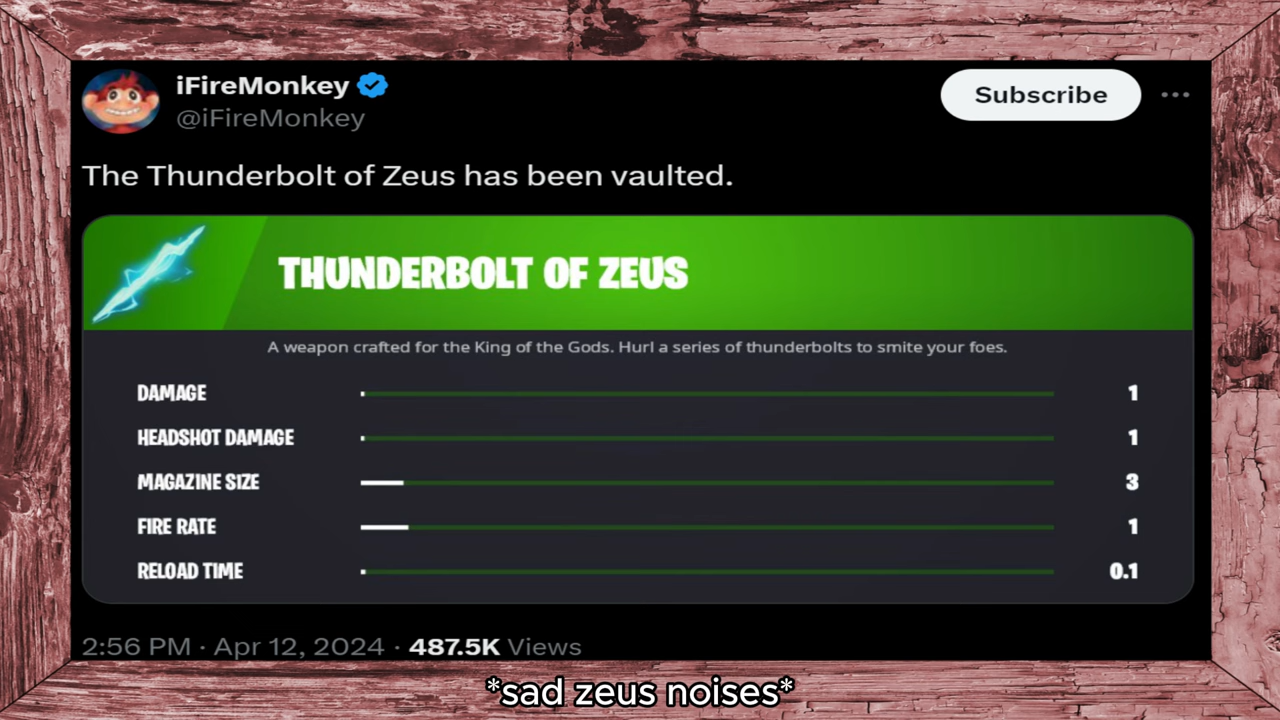 iFireMonkey
@iFireMonkey
Subscribe
The Thunderbolt of Zeus has been vaulted.
THUNDERBOLT OF ZEUS
A weapon crafted for the King of the Gods. Hurl a series of thunderbolts to smite your foes.
DAMAGE 1
HEADSHOT DAMAGE 1
MAGAZINE SIZE 3
FIRE RATE 1
RELOAD TIME 0.1
2:56 PM · Apr 12, 2024 · 487.5K Views
*sad zeus noises*